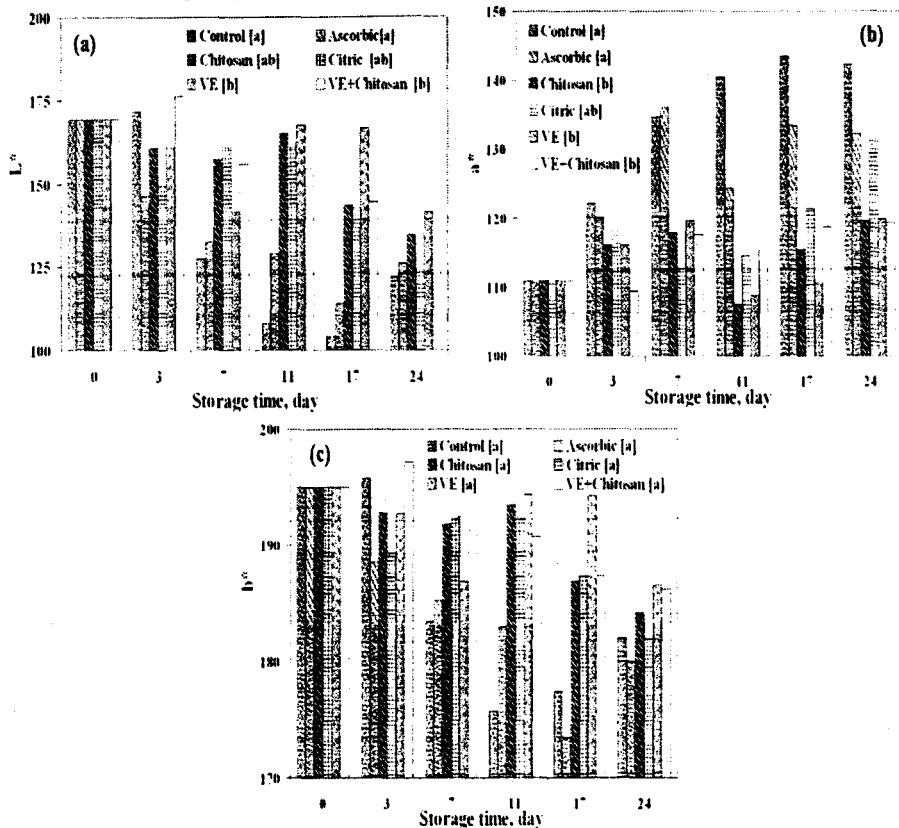 (a)
200
175
150
125
100
L*
Control [a] Ascorbic[a]
Chitosan [ab] Citric [ab]
VE [b] VE+Chitosan [b]
0 3 7 11 17 24
Storage time, day
(b)
150
140
130
120
110
100
a*
Control [a]
Ascorbic [a]
Chitosan [b]
Citric [ab]
VE [b]
VE+Chitosan [b]
0 3 7 11 17 24
Storage time, day
(c)
200
190
180
170
b*
Control [a] Ascorbic [a]
Chitosan [a] Citric [a]
VE [a] VE+Chitosan [a]
0 3 7 11 17 24
Storage time, day